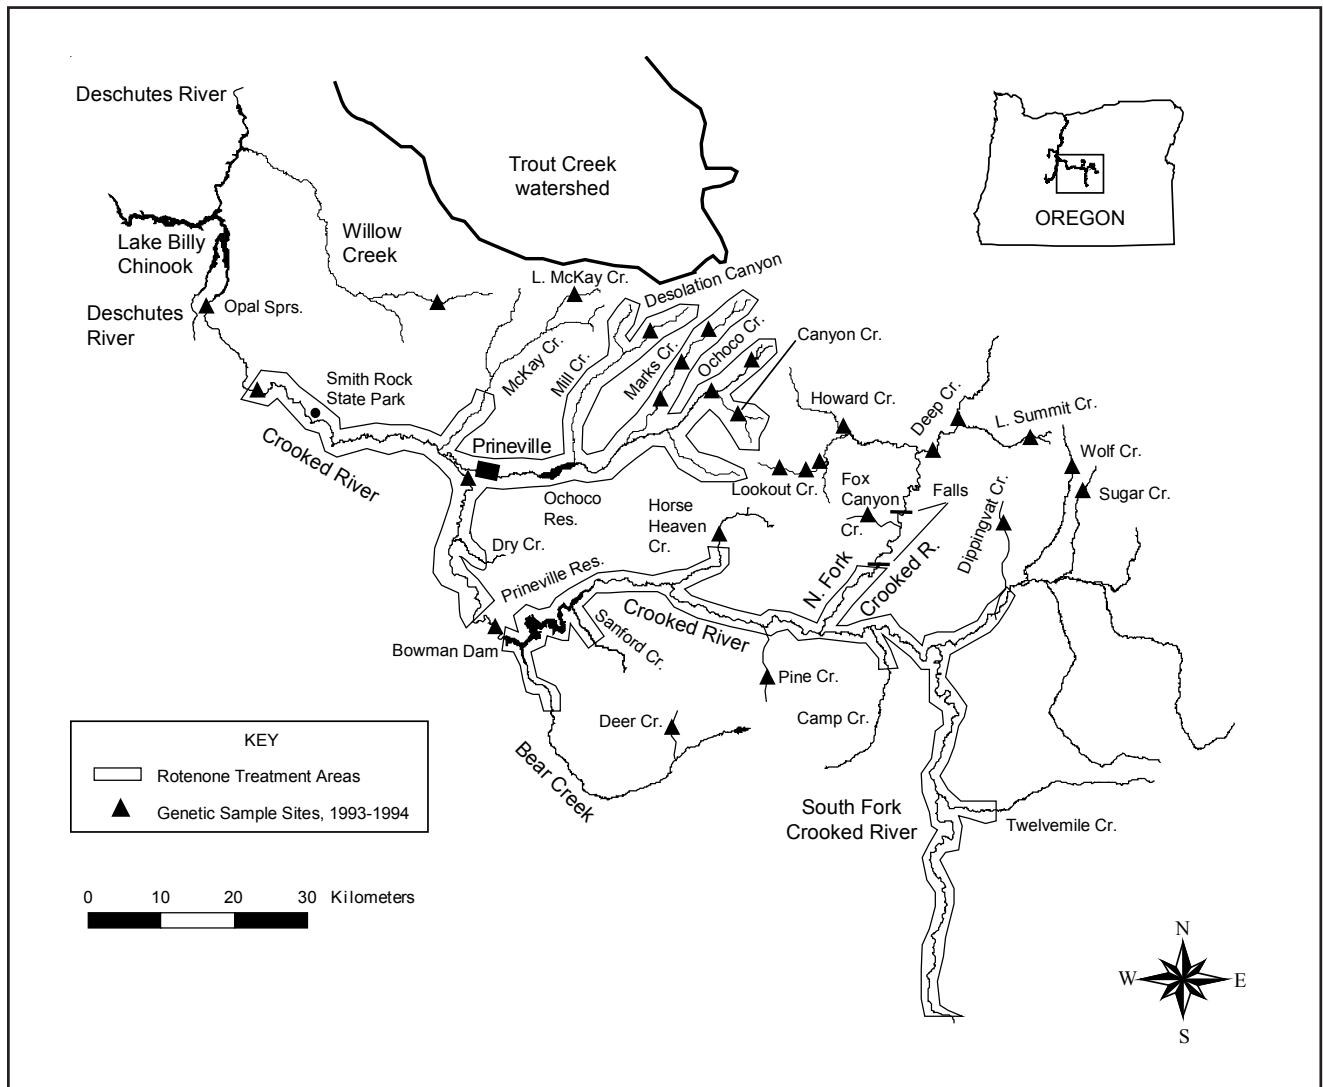 Deschutes River
Trout Creek
watershed
OREGON
Lake Billy
Chinook
Willow
Creek
Deschutes
River
Opal Sprs.
L. McKay Cr.
Desolation Canyon
McKay Cr.
Mill Cr.
Marks Cr.
Ochoco Cr.
Canyon Cr.
Smith Rock
State Park
Crooked River
Prineville
Howard Cr.
Deep Cr.
L. Summit Cr.
Wolf Cr.
Sugar Cr.
Lookout Cr.
Fox
Canyon
Cr.
Falls
Dippingvat Cr.
Ochoco
Res.
Horse
Heaven
Cr.
Dry Cr.
Prineville Res.
N. Fork
Crooked R.
Crooked River
Sanford Cr.
Bowman Dam
Pine Cr.
Camp Cr.
Deer Cr.
Bear Creek
South Fork
Crooked River
Twelvemile Cr.
KEY
Rotenone Treatment Areas
Genetic Sample Sites, 1993-1994
0 10 20 30 Kilometers
N
W E
S